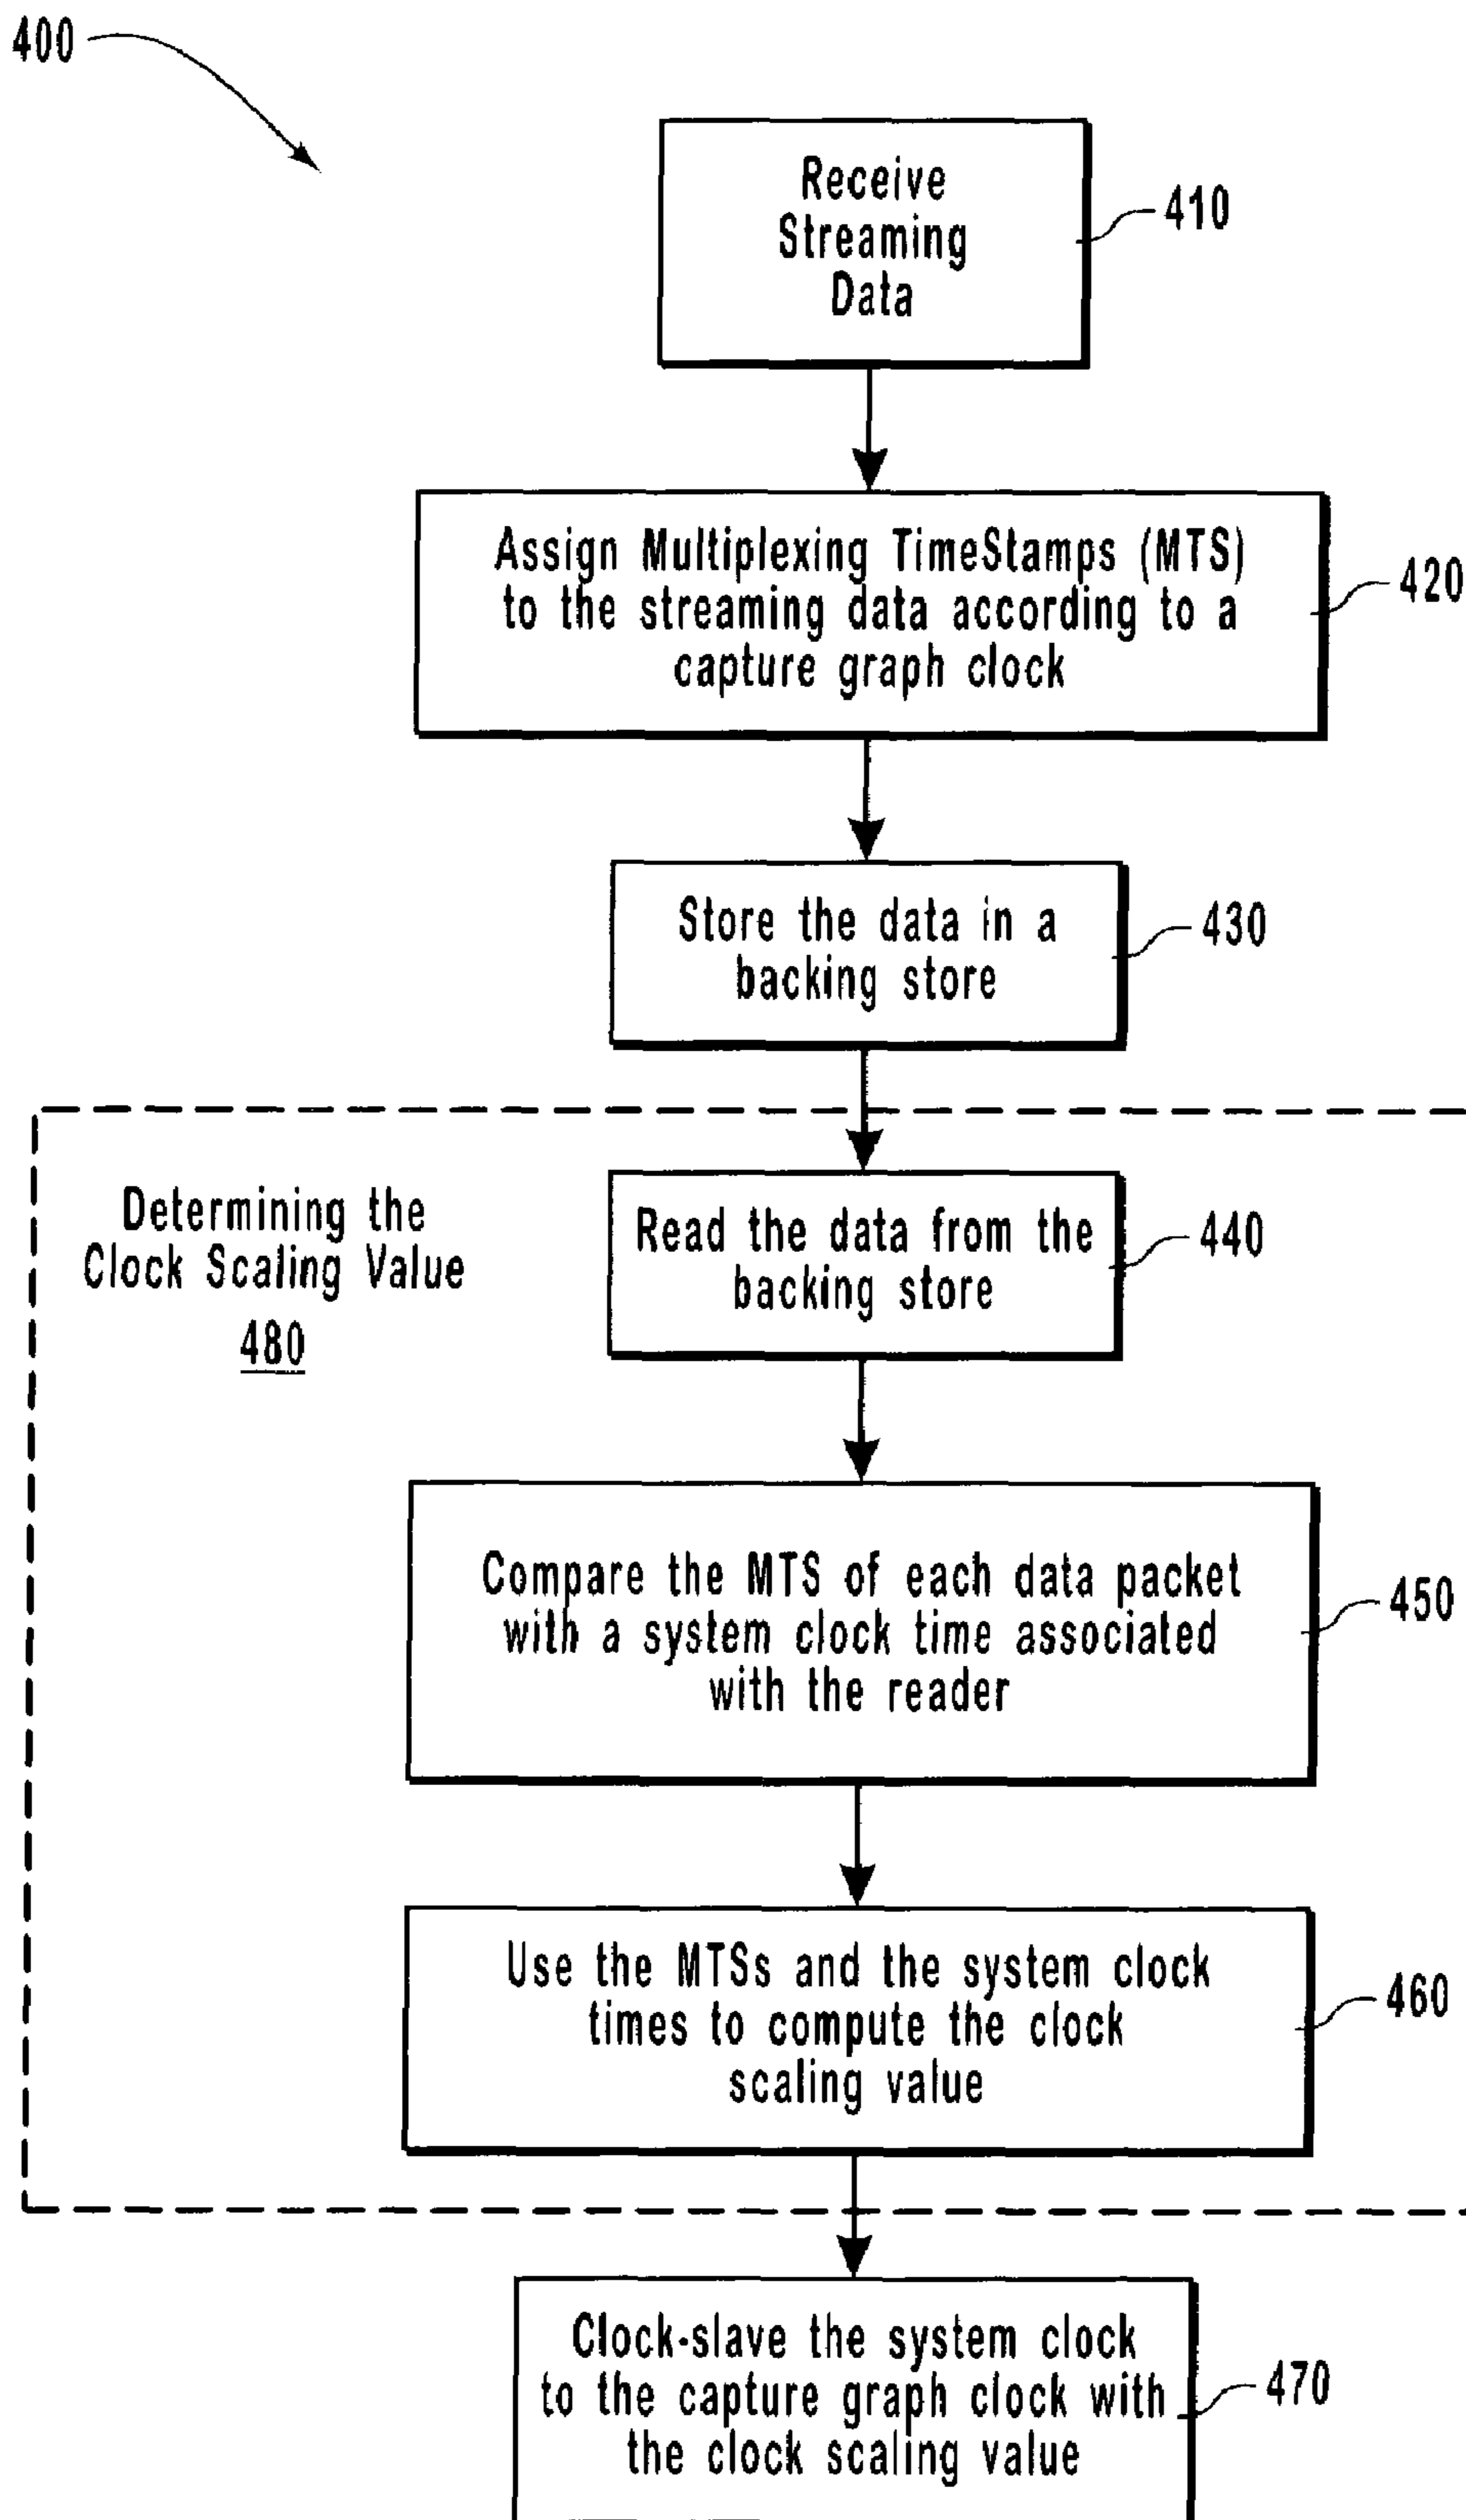 400
Receive
Streaming
Data
410
Assign Multiplexing TimeStamps (MTS)
to the streaming data according to a
capture graph clock
420
Store the data in a
backing store
430
Determining the
Clock Scaling Value
480
Read the data from the
backing store
440
Compare the MTS of each data packet
with a system clock time associated
with the reader
450
Use the MTSs and the system clock
times to compute the clock
scaling value
460
Clock-slave the system clock
to the capture graph clock with
the clock scaling value
470